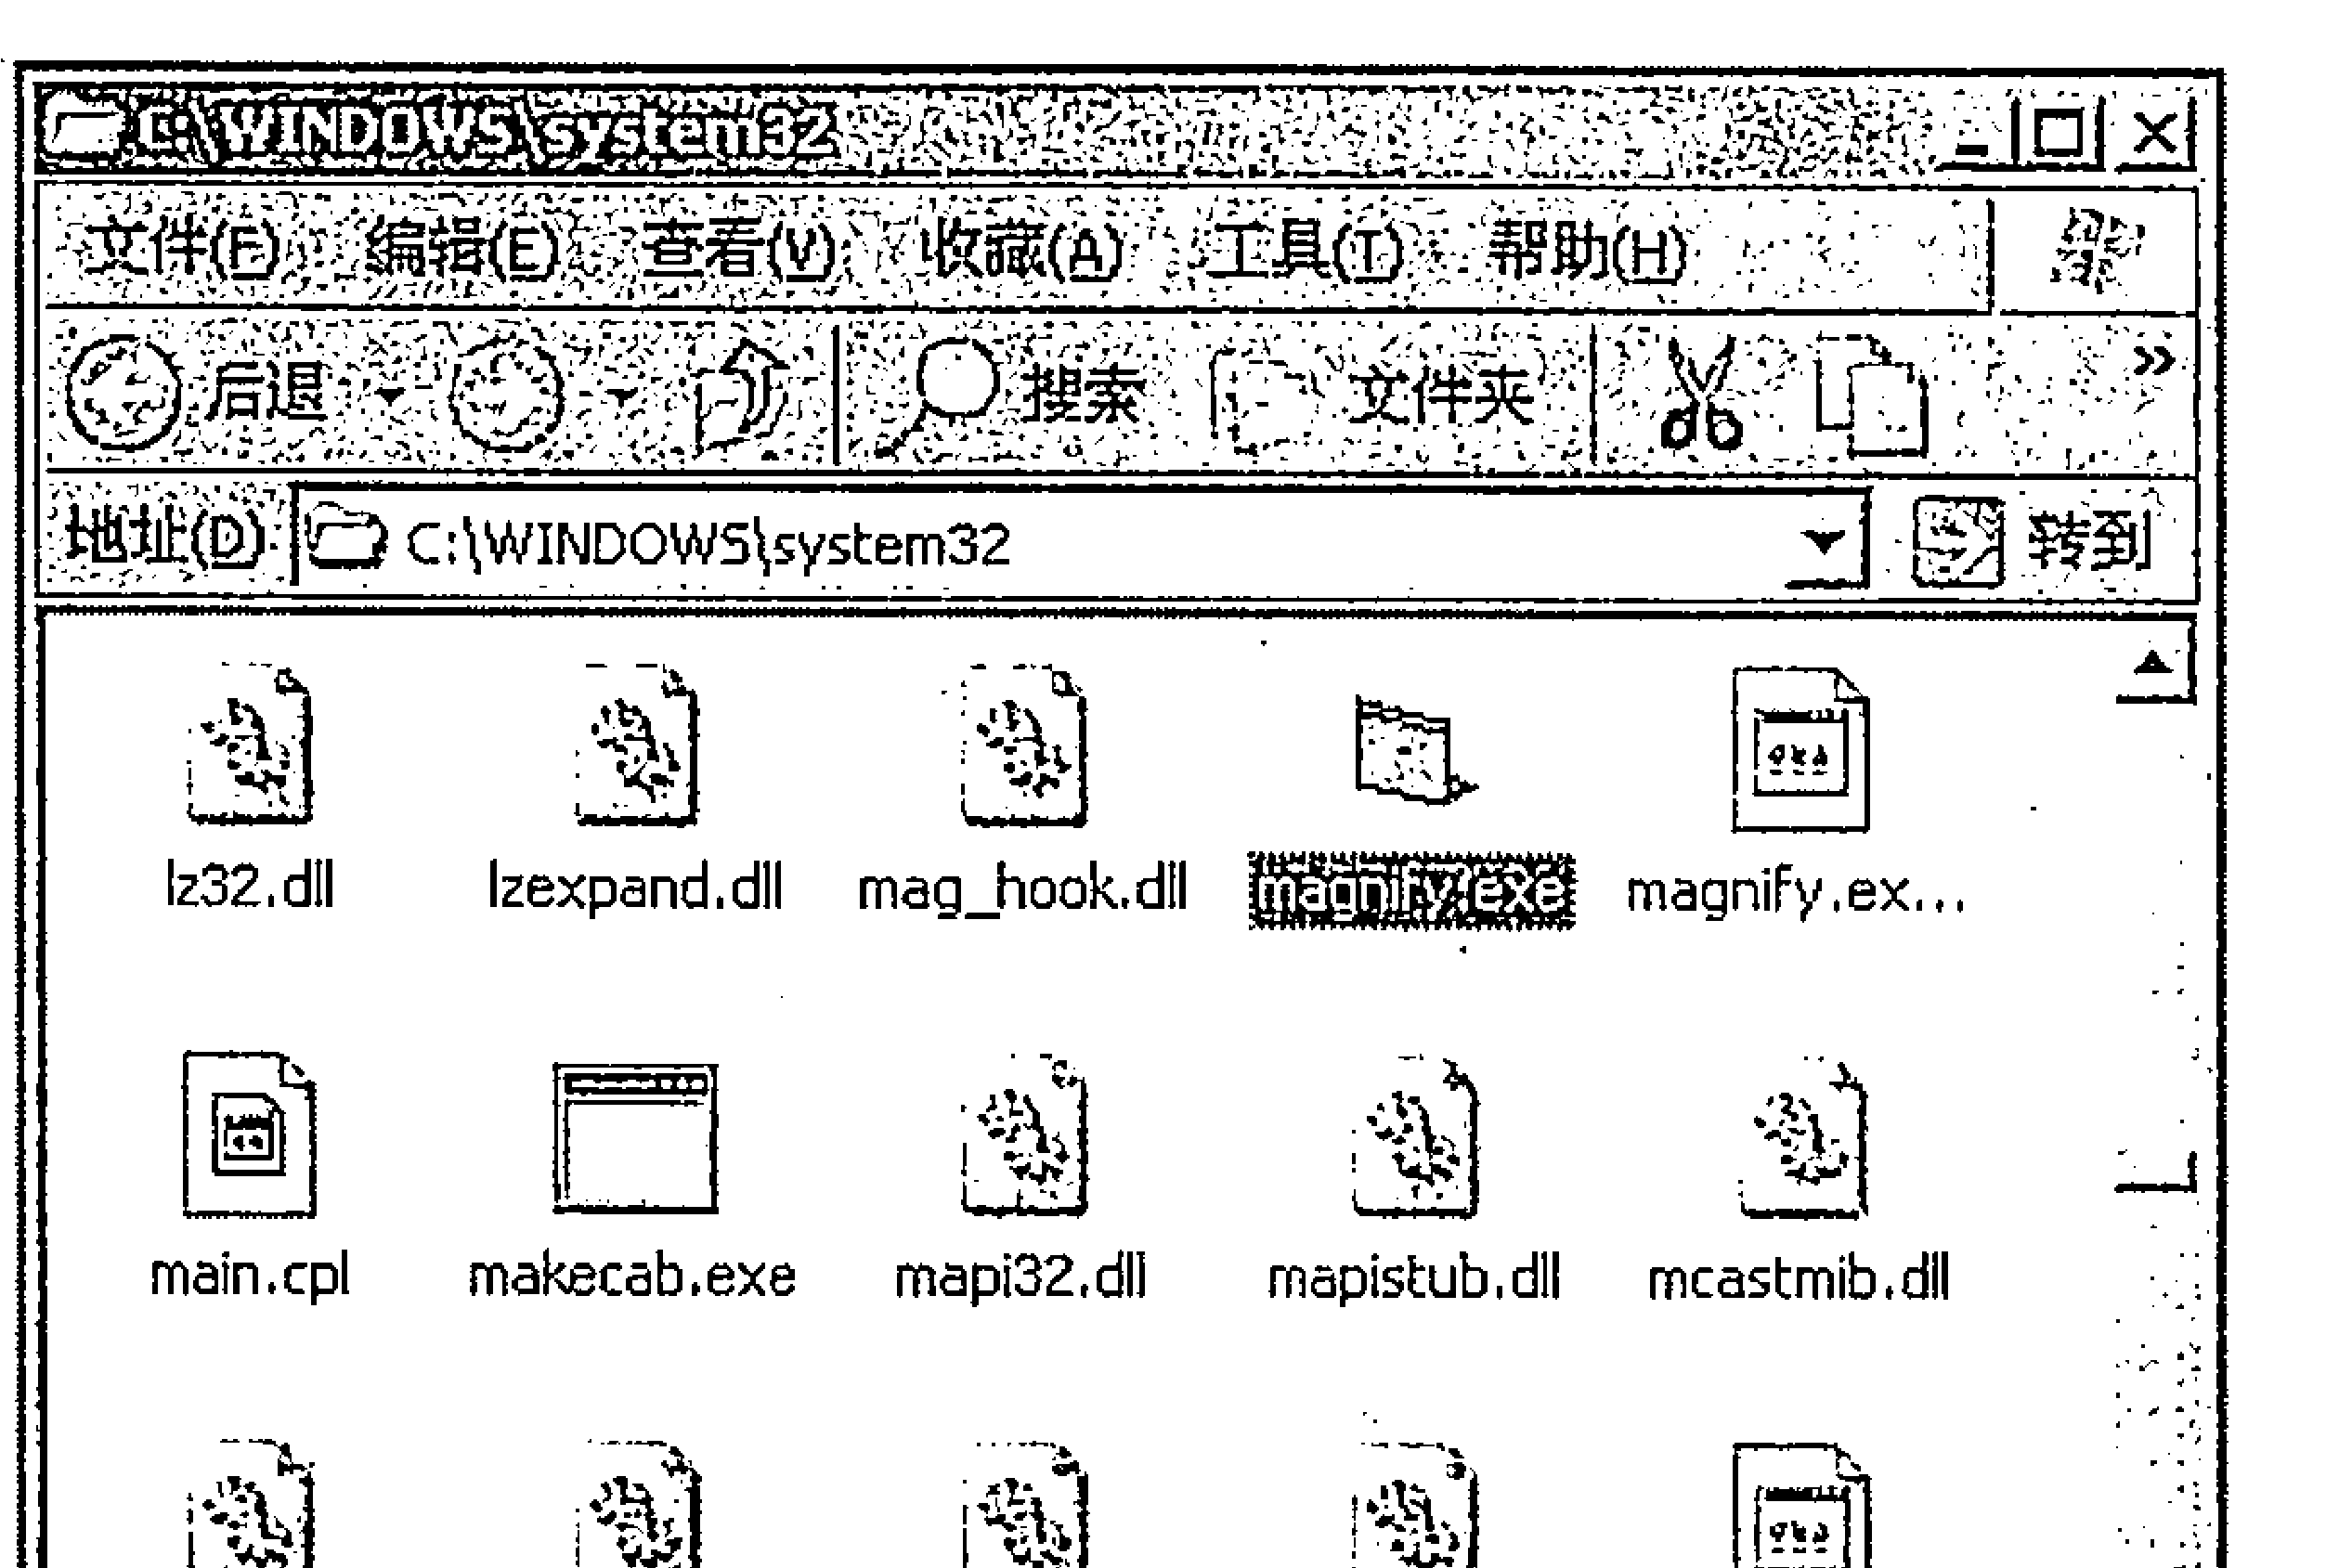 C:\WINDOWS\system32
文件(F) 编辑(E) 查看(V) 收藏(A) 工具(T) 帮助(H)
后退 搜索 文件夹 »
地址(D) C:\WINDOWS\system32 转到
lz32.dll lzexpand.dll mag_hook.dll magnify.exe magnify.ex...
main.cpl makecab.exe mapi32.dll mapistub.dll mcastmib.dll